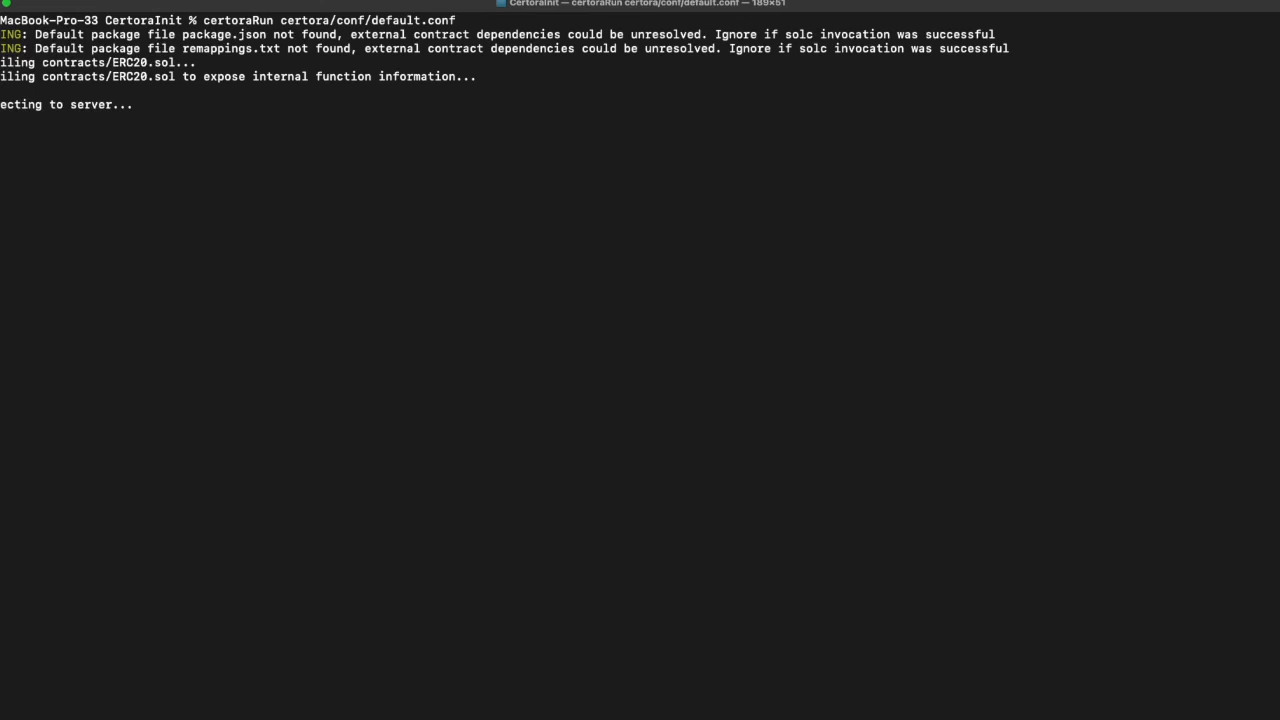 CertoraInit — certoraRun certora/conf/default.conf — 189×51
MacBook-Pro-33 CertoraInit % certoraRun certora/conf/default.conf
ING: Default package file package.json not found, external contract dependencies could be unresolved. Ignore if solc invocation was successful
ING: Default package file remappings.txt not found, external contract dependencies could be unresolved. Ignore if solc invocation was successful
iling contracts/ERC20.sol...
iling contracts/ERC20.sol to expose internal function information...
ecting to server...